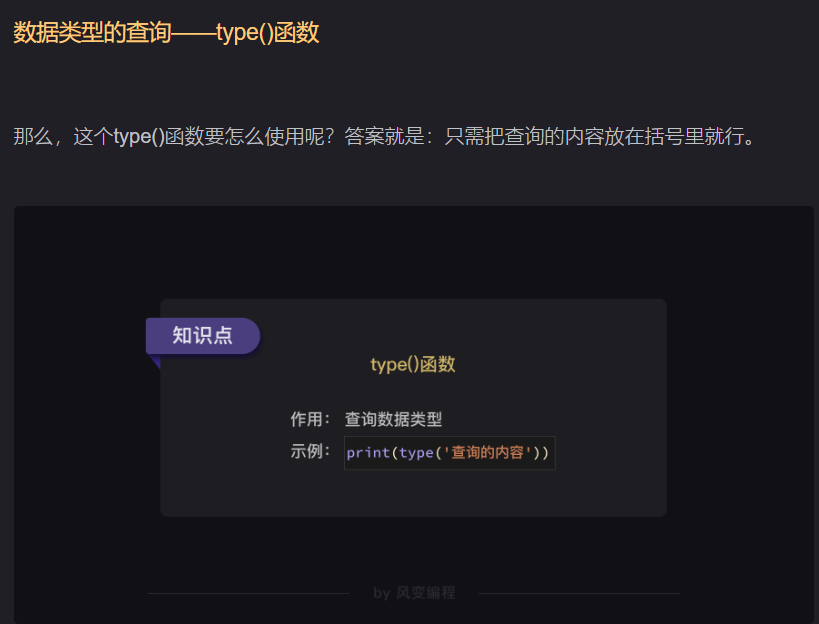 数据类型的查询——type()函数
那么，这个type()函数要怎么使用呢？答案就是：只需把查询的内容放在括号里就行。
知识点
type()函数
作用： 查询数据类型
示例： print(type('查询的内容'))
by 风变编程